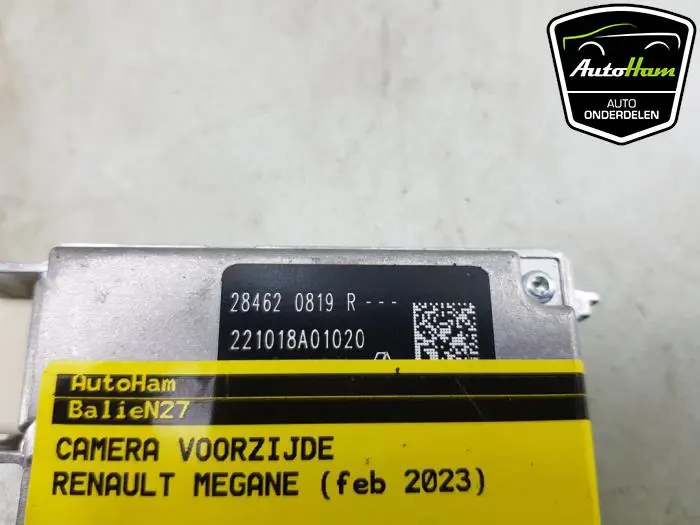 AutoHam
AUTO
ONDERDELEN
28462 0819 R---
221018A01020
AutoHam
BalieN27
CAMERA VOORZIJDE
RENAULT MEGANE (feb 2023)